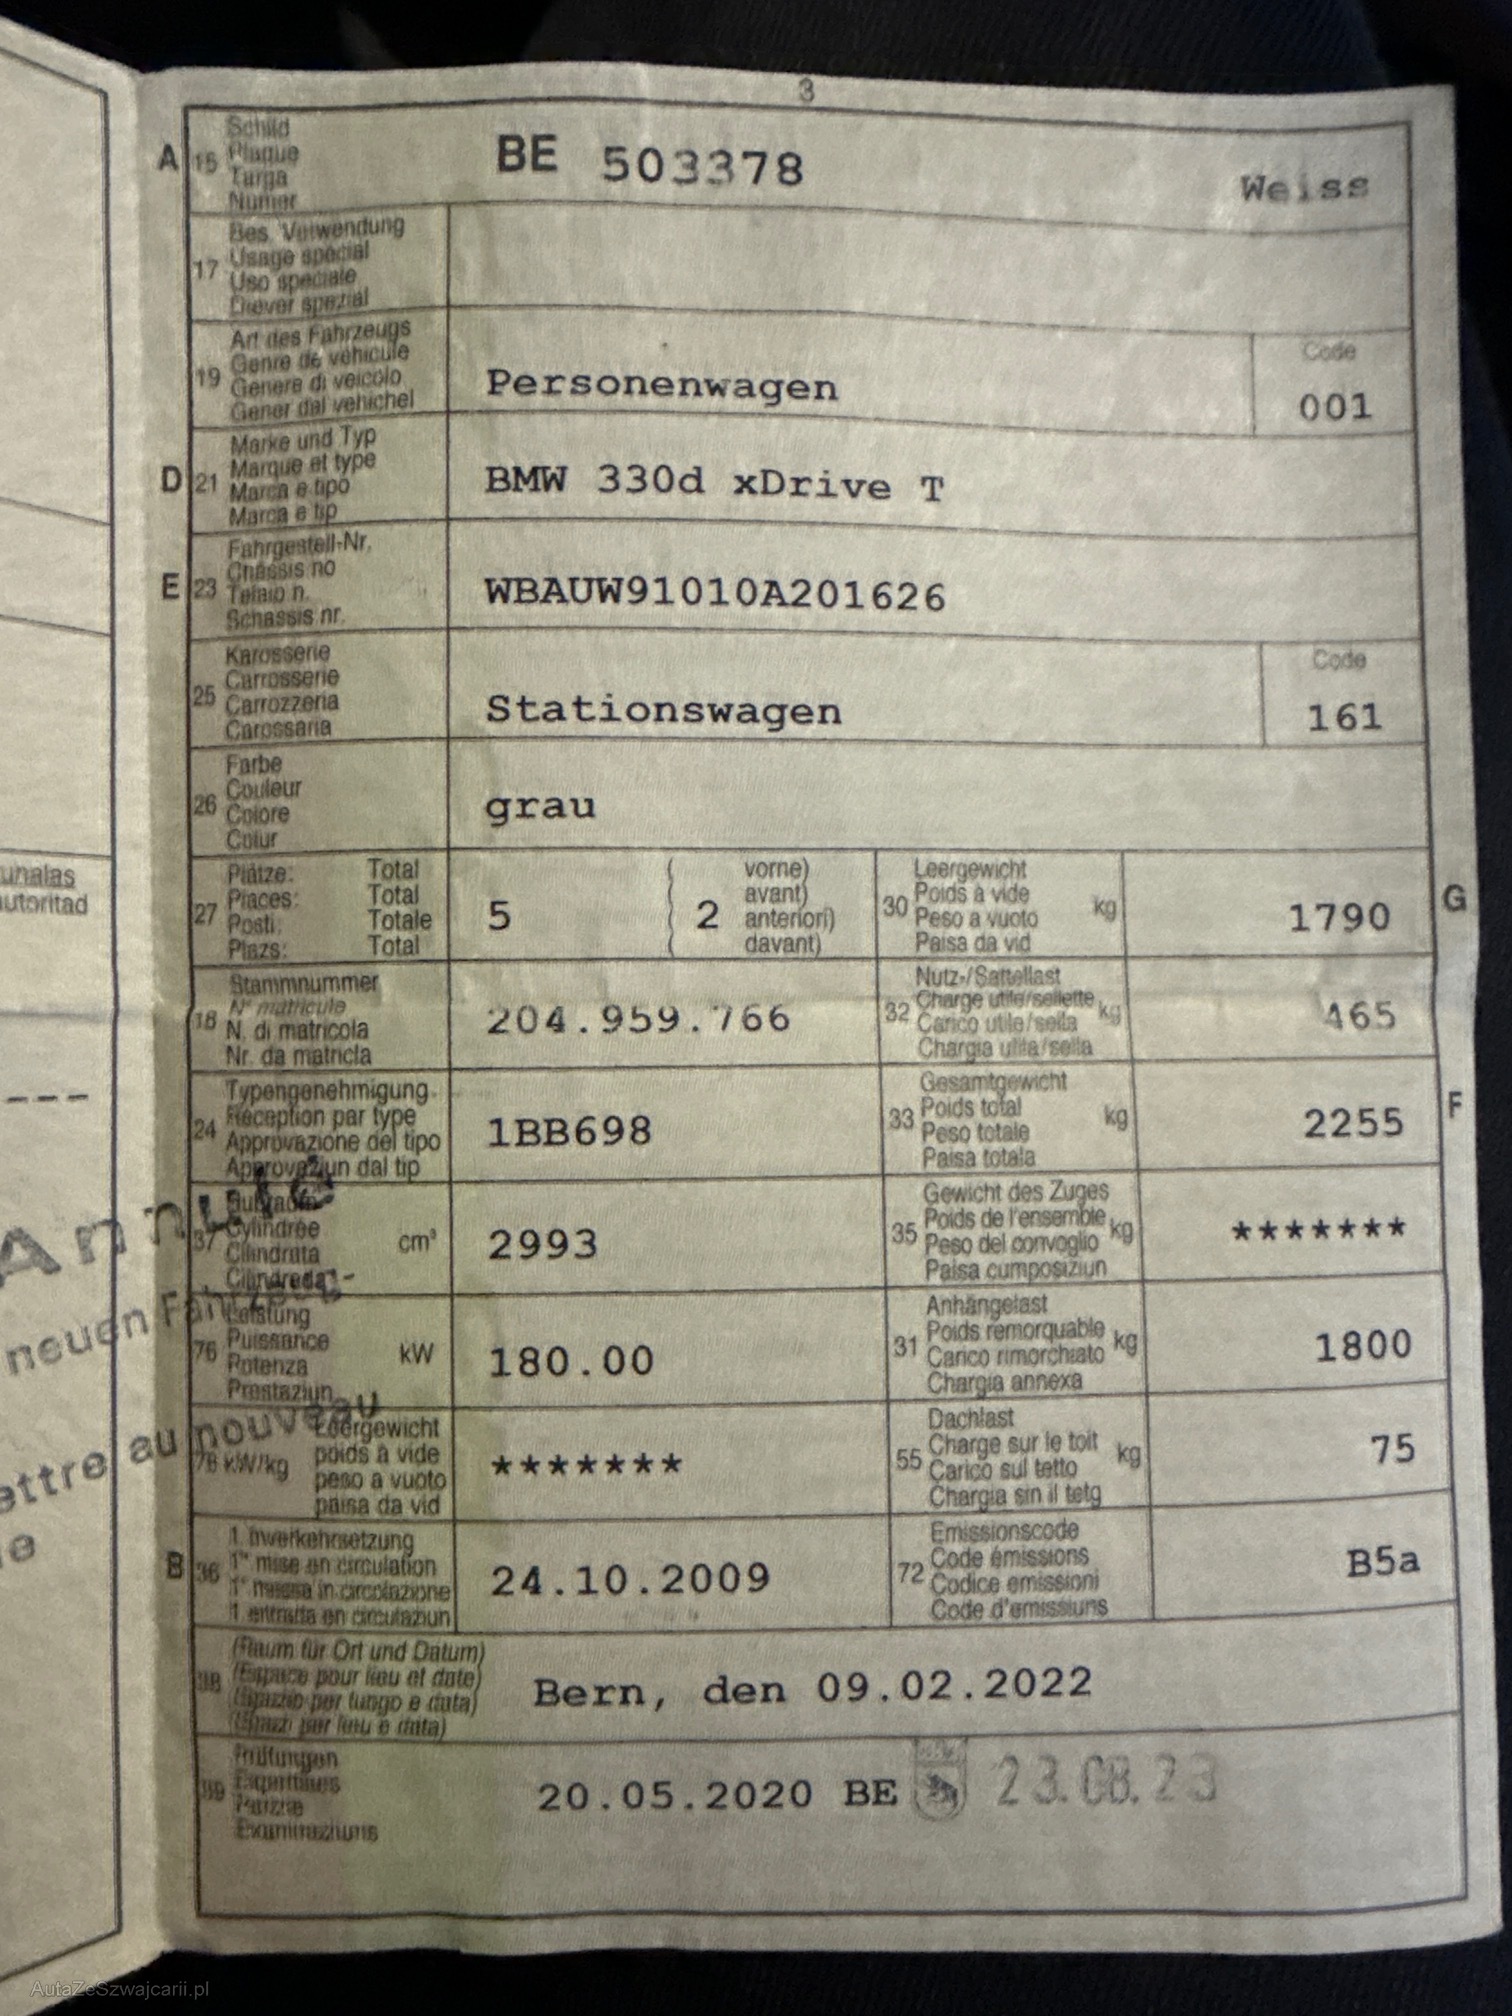 3
A 15 Schild
Plaque
Targa
Numer
BE 503378 Weiss
17 Bes. Verwendung
Usage spécial
Uso speciale
Diever spezial
19 Art des Fahrzeugs
Genre de véhicule
Genere di veicolo
Gener dal vehichel
Personenwagen
Code
001
D 21 Marke und Typ
Marque et type
Marca e tipo
Marca e tip
BMW 330d xDrive T
E 23 Fahrgestell-Nr.
Châssis no
Telaio n.
Schassis nr.
WBAUW91010A201626
25 Karosserie
Carrosserie
Carrozzeria
Carossaria
Stationswagen
Code
161
26 Farbe
Couleur
Colore
Colur
grau
27 Plätze: Total
Places: Total
Posti: Totale
Plazs: Total
5
( vorne)
( avant)
( 2 anteriori)
( davant)
30 Leergewicht
Poids à vide
Peso a vuoto
Paisa da vid
kg
1790
G
18 Stammnummer
N° matricule
N. di matricola
Nr. da matricla
204.959.766
32 Nutz-/Sattellast
Charge utile/sellette
Carico utile/sella
Chargia utila/sella
kg
465
24 Typengenehmigung
Réception par type
Approvazione del tipo
Approvaziun dal tip
1BB698
33 Gesamtgewicht
Poids total
Peso totale
Paisa totala
kg
2255
F
37 Hubraum
Cylindrée
Cilindrata
Cilindrada
cm³
2993
35 Gewicht des Zuges
Poids de l'ensemble
Peso del convoglio
Paisa cumposiziun
kg
*******
76 Leistung
Puissance
Potenza
Prestaziun
kW
180.00
31 Anhängelast
Poids remorquable
Carico rimorchiato
Chargia annexa
kg
1800
78 kW/kg Leergewicht
poids à vide
peso a vuoto
paisa da vid
*******
55 Dachlast
Charge sur le toit
Carico sul tetto
Chargia sin il tetg
kg
75
B 36 1. Inverkehrsetzung
1re mise en circulation
1a messa in circolazione
1. entrada en circulaziun
24.10.2009
72 Emissionscode
Code émissions
Codice emissioni
Code d'emissiuns
B5a
38 (Raum für Ort und Datum)
(Espace pour lieu et date)
(Spazio per luogo e data)
(Spazi per lieu e data)
Bern, den 09.02.2022
39 Prüfungen
Expertises
Perizie
Examinaziuns
20.05.2020 BE 23.08.23
unalas
autoritad
---
Annulé
neuen Fahrzeug-
ettre au nouveau
AutaZeSzwajcarii.pl